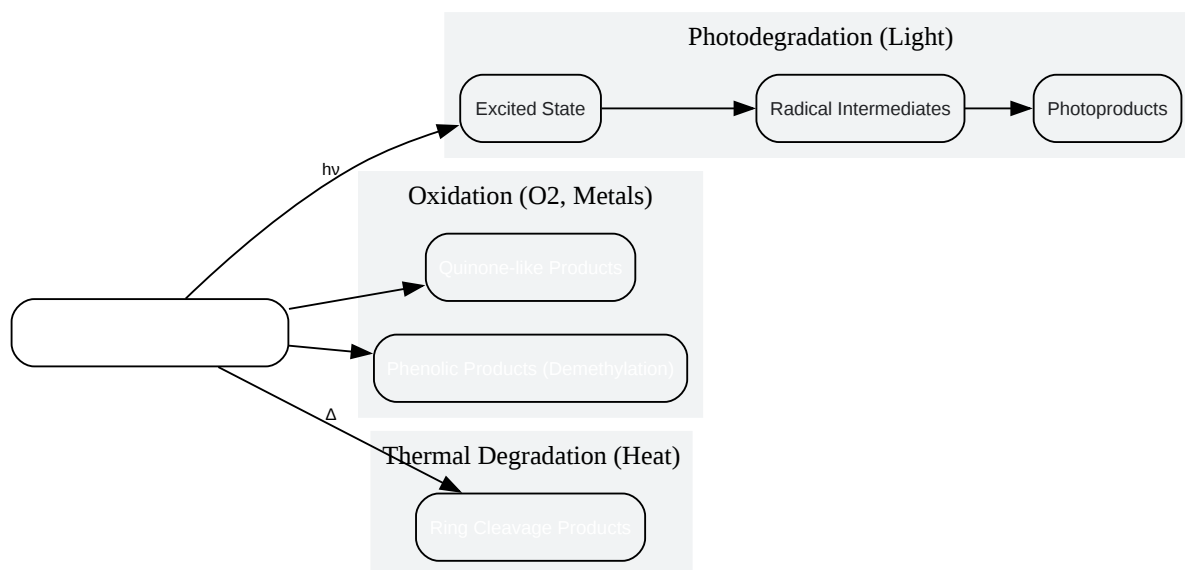 Photodegradation (Light)
Excited State
Radical Intermediates
Photoproducts
hν
Oxidation (O2, Metals)
Quinone-like Products
Phenolic Products (Demethylation)
Δ
Thermal Degradation (Heat)
Ring Cleavage Products